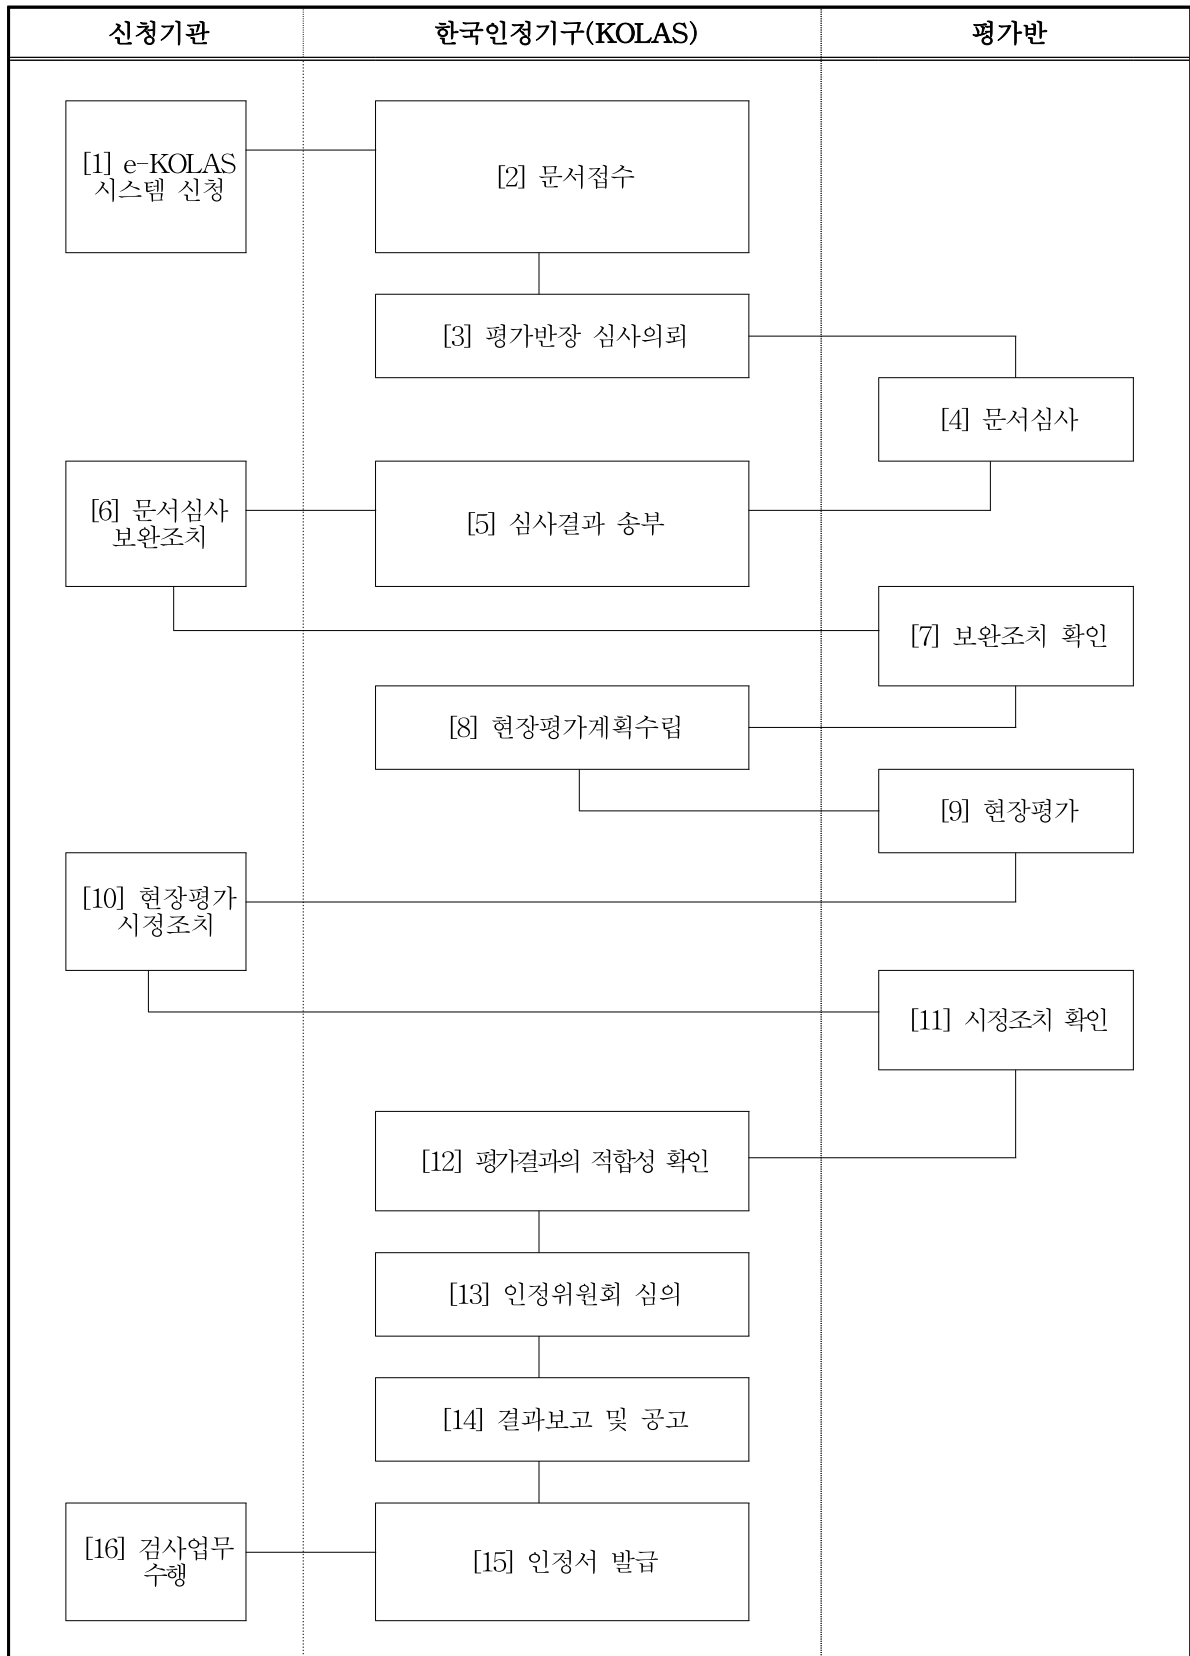 신청기관
한국인정기구(KOLAS)
평가반
[1] e-KOLAS
시스템 신청
[2] 문서접수
[3] 평가반장 심사의뢰
[4] 문서심사
[6] 문서심사
보완조치
[5] 심사결과 송부
[7] 보완조치 확인
[8] 현장평가계획수립
[9] 현장평가
[10] 현장평가
시정조치
[11] 시정조치 확인
[12] 평가결과의 적합성 확인
[13] 인정위원회 심의
[14] 결과보고 및 공고
[16] 검사업무
수행
[15] 인정서 발급